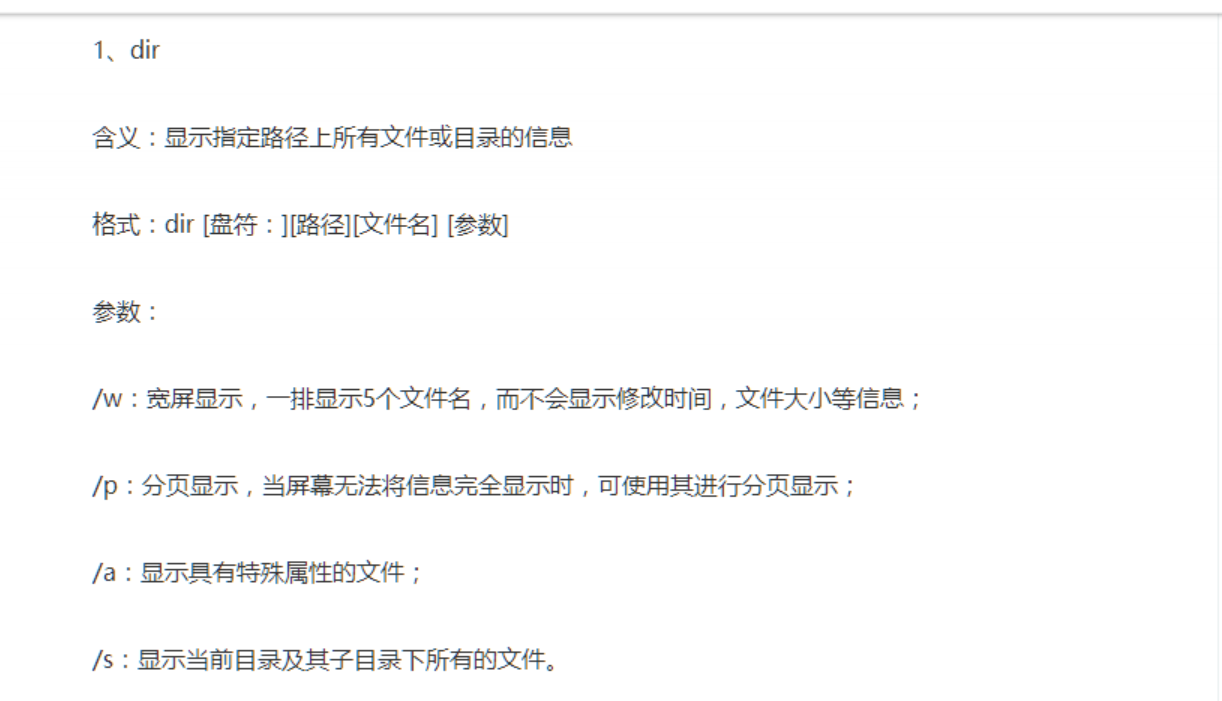 1、dir
含义：显示指定路径上所有文件或目录的信息
格式：dir [盘符：][路径][文件名] [参数]
参数：
/w：宽屏显示，一排显示5个文件名，而不会显示修改时间，文件大小等信息；
/p：分页显示，当屏幕无法将信息完全显示时，可使用其进行分页显示；
/a：显示具有特殊属性的文件；
/s：显示当前目录及其子目录下所有的文件。